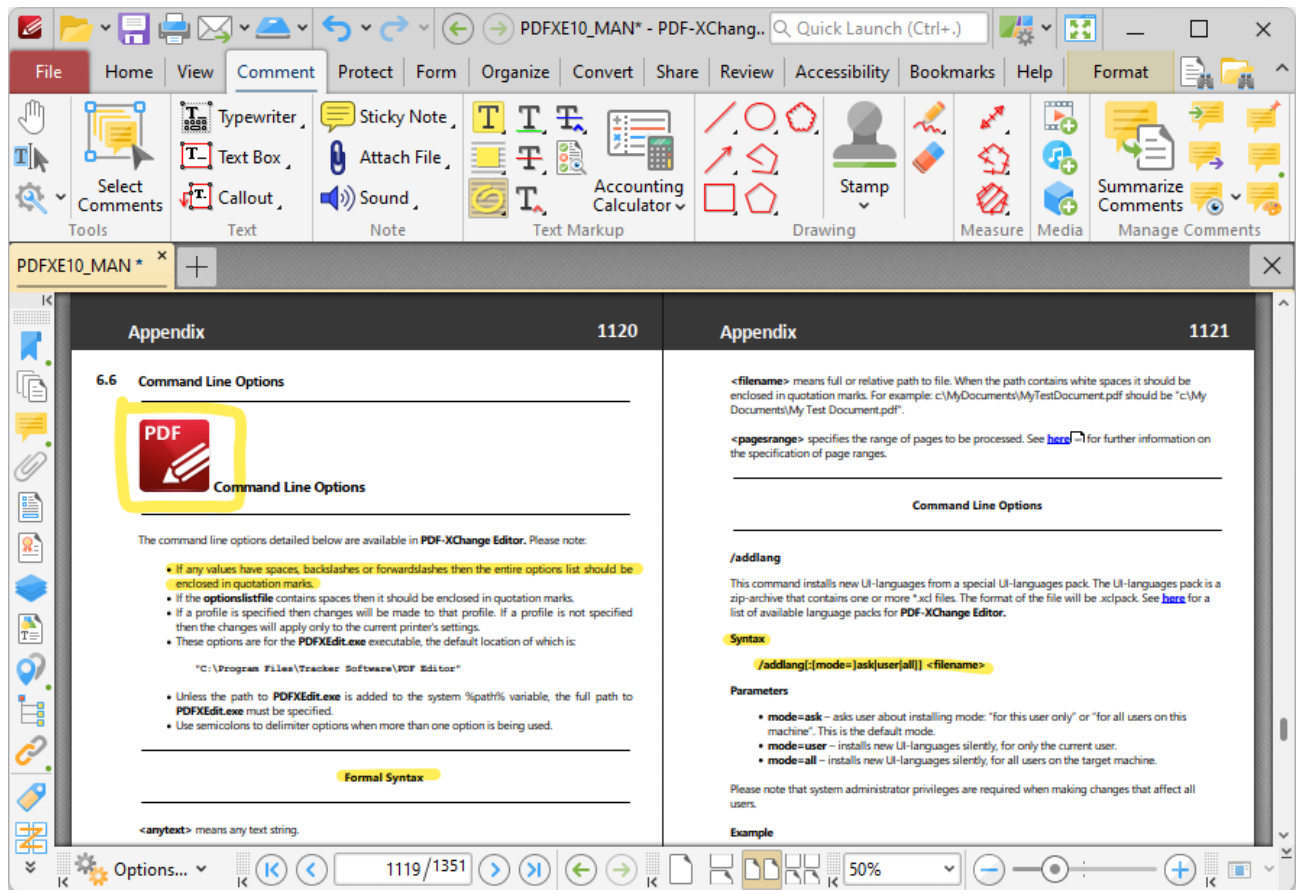 PDFXE10_MAN* - PDF-XChang.. Quick Launch (Ctrl+.)
File Home View Comment Protect Form Organize Convert Share Review Accessibility Bookmarks Help Format
Typewriter Sticky Note
Text Box Attach File
Select Comments Callout Sound Accounting Calculator Stamp Summarize Comments
Tools Text Note Text Markup Drawing Measure Media Manage Comments
PDFXE10_MAN *
Appendix 1120
6.6 Command Line Options
PDF
Command Line Options
The command line options detailed below are available in PDF-XChange Editor. Please note:
• If any values have spaces, backslashes or forwardslashes then the entire options list should be
enclosed in quotation marks.
• If the optionslistfile contains spaces then it should be enclosed in quotation marks.
• If a profile is specified then changes will be made to that profile. If a profile is not specified
then the changes will apply only to the current printer's settings.
• These options are for the PDFXEdit.exe executable, the default location of which is:
"C:\Program Files\Tracker Software\PDF Editor"
• Unless the path to PDFXEdit.exe is added to the system %path% variable, the full path to
PDFXEdit.exe must be specified.
• Use semicolons to delimiter options when more than one option is being used.
Formal Syntax
<anytext> means any text string.
Appendix 1121
<filename> means full or relative path to file. When the path contains white spaces it should be
enclosed in quotation marks. For example: c:\MyDocuments\MyTestDocument.pdf should be "c:\My
Documents\My Test Document.pdf".
<pagesrange> specifies the range of pages to be processed. See here for further information on
the specification of page ranges.
Command Line Options
/addlang
This command installs new UI-languages from a special UI-languages pack. The UI-languages pack is a
zip-archive that contains one or more *.xcl files. The format of the file will be .xclpack. See here for a
list of available language packs for PDF-XChange Editor.
Syntax
/addlang[:[mode=]ask|user|all]] <filename>
Parameters
• mode=ask – asks user about installing mode: "for this user only" or "for all users on this
machine". This is the default mode.
• mode=user – installs new UI-languages silently, for only the current user.
• mode=all – installs new UI-languages silently, for all users on the target machine.
Please note that system administrator privileges are required when making changes that affect all
users.
Example
Options... 1119/1351 50%